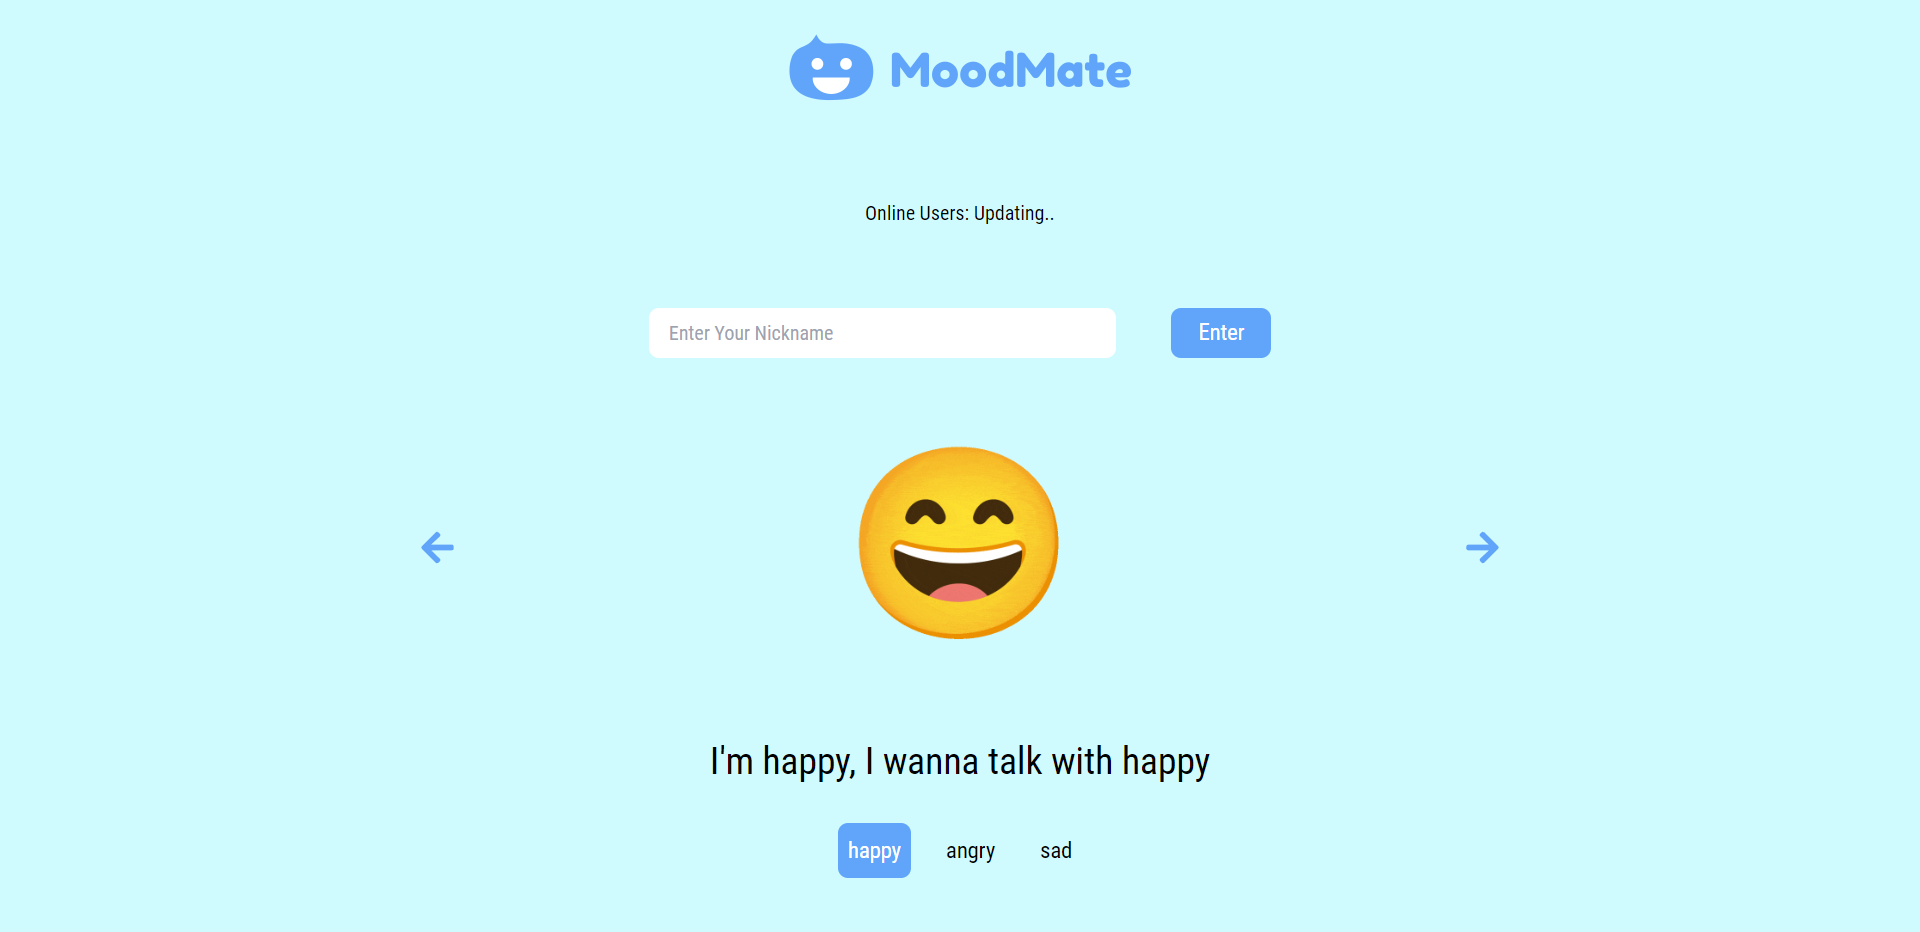 MoodMate
Online Users: Updating..
Enter Your Nickname
Enter
I'm happy, I wanna talk with happy
happy angry sad